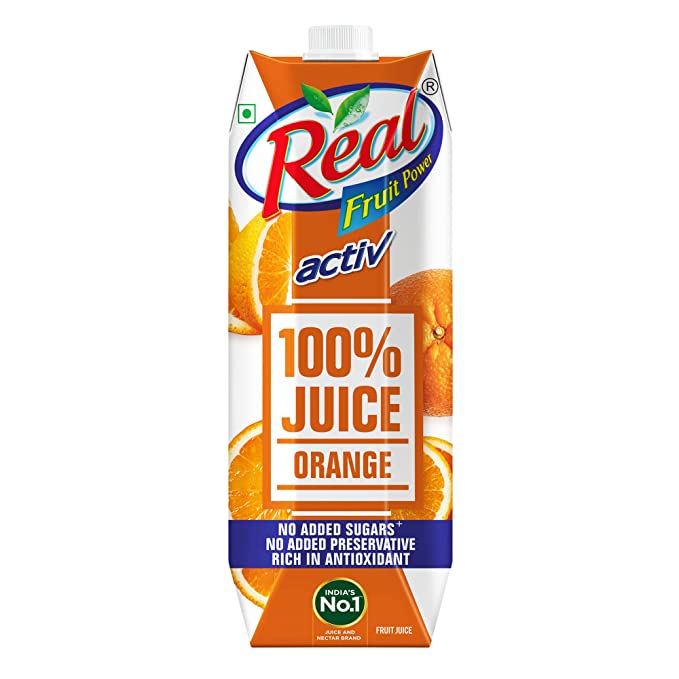 ®
Real
Fruit Power
activ
100%
JUICE
ORANGE
NO ADDED SUGARS+
NO ADDED PRESERVATIVE
RICH IN ANTIOXIDANT
INDIA'S
No.1
JUICE AND
NECTAR BRAND
FRUIT JUICE